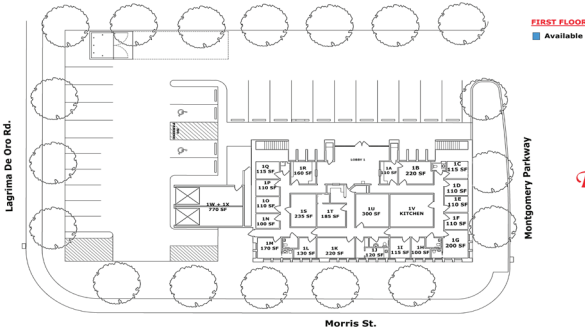 FIRST FLOOR
Available
Lagrima De Oro Rd.
Montgomery Parkway
LOBBY 1
1Q
115 SF
1R
160 SF
1A
110 SF
1B
220 SF
1C
115 SF
1P
110 SF
1D
110 SF
1W + 1X
770 SF
1O
110 SF
1S
235 SF
1T
185 SF
1U
300 SF
1V
KITCHEN
1E
110 SF
1N
100 SF
1F
110 SF
1M
170 SF
1L
130 SF
1K
220 SF
1J
120 SF
1I
115 SF
1H
100 SF
1G
200 SF
Morris St.